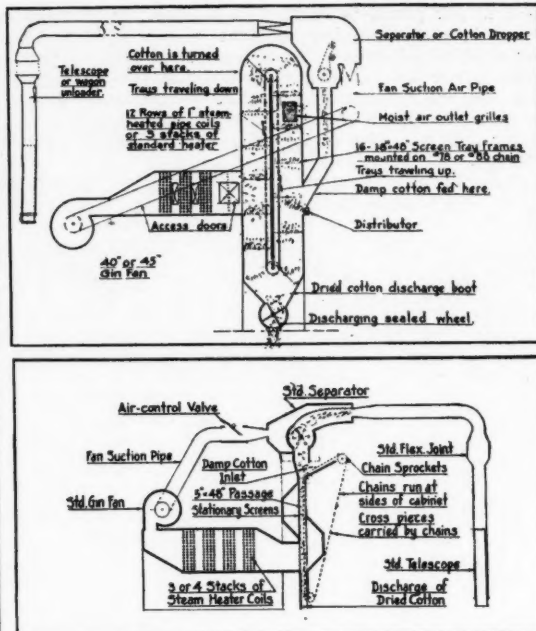 Separator or Cotton Dropper
Telescope
or wagon
unloader.
Cotton is turned
over here.
Trays traveling down
12 Rows of 1" steam-
heated pipe coils
or 3 stacks of
standard heater
Fan Suction Air Pipe
Moist air outlet grilles
16-18"×48" Screen Tray frames
mounted on #78 or #88 chain
Trays traveling up.
Damp cotton fed here.
Access doors
Distributor
40" or 45"
Gin Fan
Dried cotton discharge boot
Discharging sealed wheel.
Std. Separator
Air-control Valve
Fan Suction Pipe
Damp Cotton
Inlet
Std. Flex. Joint
Chain Sprockets
Std. Gin Fan
3"×48" Passage
Stationary Screens
Chains run at
sides of cabinet
Cross pieces
carried by chains
3 or 4 Stacks of
Steam Heater Coils
Std. Telescope
Discharge of
Dried Cotton